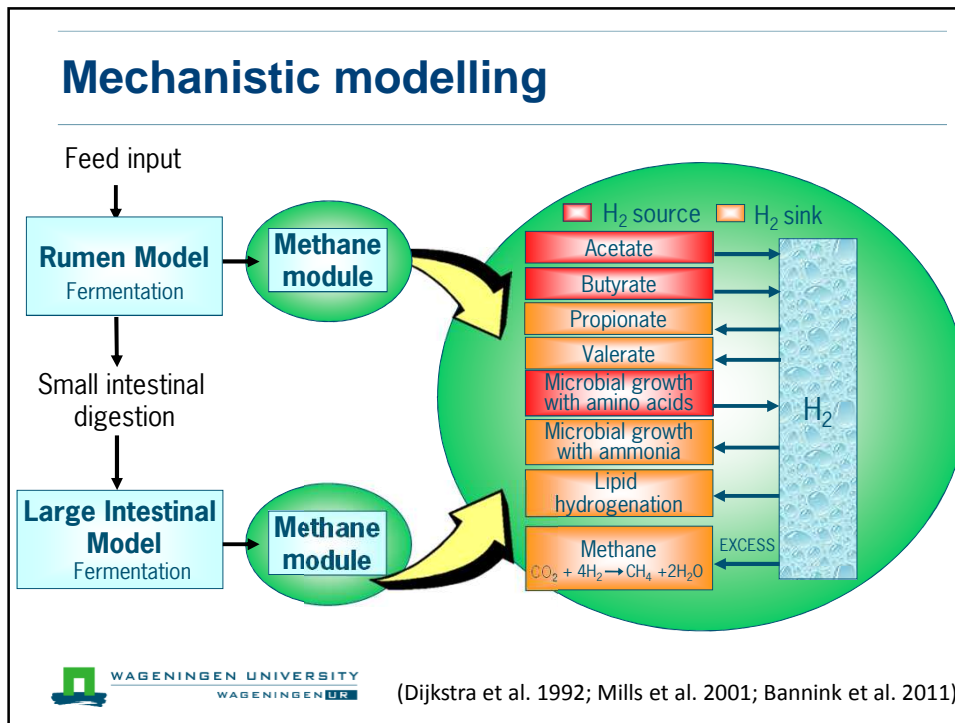 Mechanistic modelling
Feed input
Rumen Model
Fermentation
Methane
module
Small intestinal
digestion
Large Intestinal
Model
Fermentation
Methane
module
H₂ source
H₂ sink
Acetate
Butyrate
Propionate
Valerate
Microbial growth
with amino acids
Microbial growth
with ammonia
Lipid
hydrogenation
Methane
CO₂ + 4H₂ → CH₄ +2H₂O
EXCESS
H₂
WAGENINGEN UNIVERSITY
WAGENINGEN UR
(Dijkstra et al. 1992; Mills et al. 2001; Bannink et al. 2011)